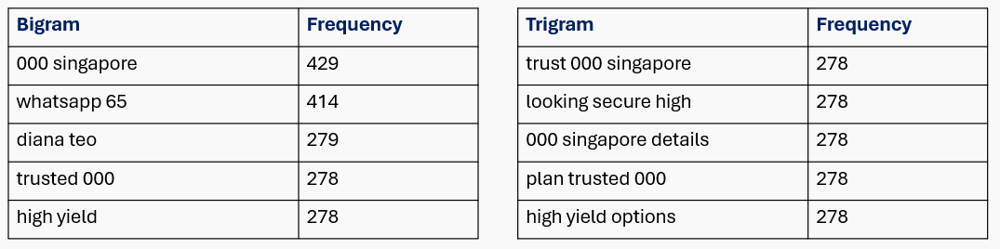 Bigram Frequency Trigram Frequency
000 singapore 429 trust 000 singapore 278
whatsapp 65 414 looking secure high 278
diana teo 279 000 singapore details 278
trusted 000 278 plan trusted 000 278
high yield 278 high yield options 278